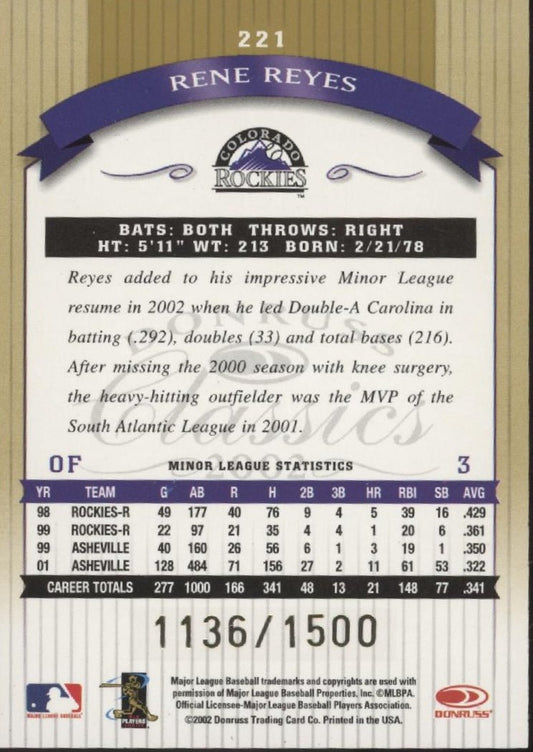 221
RENE REYES
COLORADO
ROCKIES
™
BATS: BOTH THROWS: RIGHT
HT: 5'11" WT: 213 BORN: 2/21/78
Reyes added to his impressive Minor League
resume in 2002 when he led Double-A Carolina in
batting (.292), doubles (33) and total bases (216).
After missing the 2000 season with knee surgery,
the heavy-hitting outfielder was the MVP of the
South Atlantic League in 2001.
DONRUSS
Classics
2002
OF MINOR LEAGUE STATISTICS 3
YR TEAM G AB R H 2B 3B HR RBI SB AVG
98 ROCKIES-R 49 177 40 76 9 4 5 39 16 .429
99 ROCKIES-R 22 97 21 35 4 4 1 20 6 .361
99 ASHEVILLE 40 160 26 56 6 1 3 19 1 .350
01 ASHEVILLE 128 484 71 156 27 2 11 61 53 .322
CAREER TOTALS 277 1000 166 341 48 13 21 148 77 .341
1136/1500
Major League Baseball trademarks and copyrights are used with
permission of Major League Baseball Properties, Inc. ©MLBPA.
Official Licensee-Major League Baseball Players Association.
©2002 Donruss Trading Card Co. Printed in the USA.
MAJOR LEAGUE BASEBALL
PLAYERS
DONRUSS